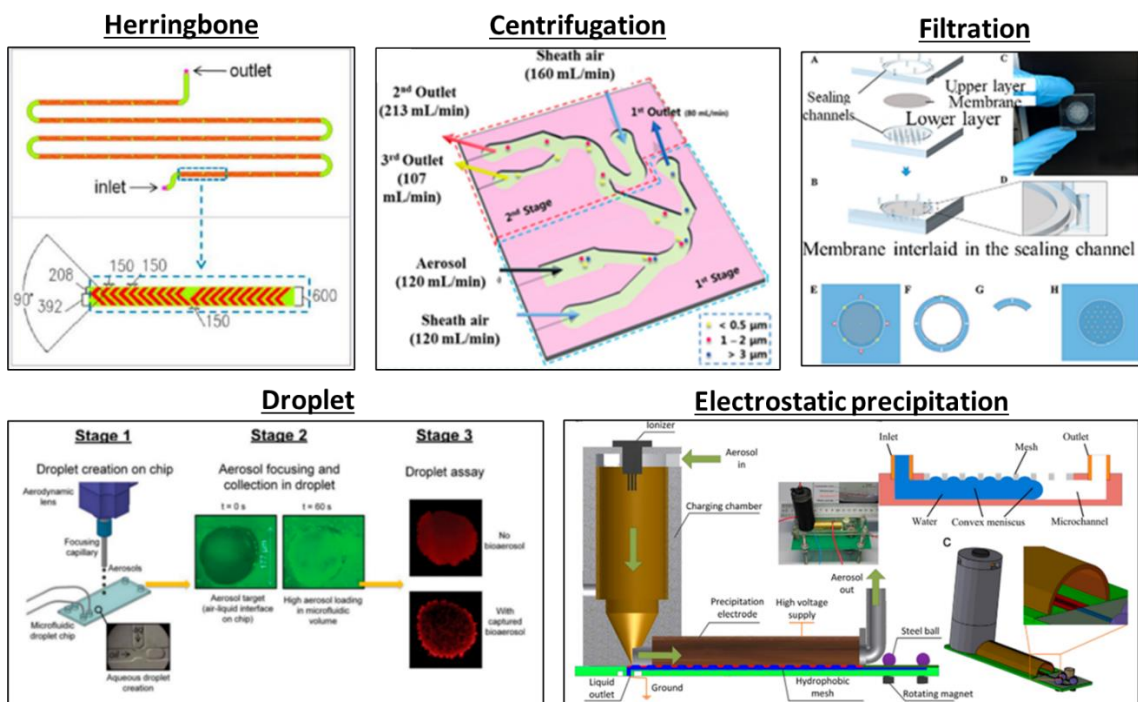 Herringbone
outlet
inlet
150
150
208
90°
392
600
150
Centrifugation
Sheath air
(160 mL/min)
2nd Outlet
(213 mL/min)
1st Outlet (80 mL/min)
3rd Outlet
(107
mL/min)
2nd Stage
Aerosol
(120 mL/min)
1st Stage
Sheath air
(120 mL/min)
< 0.5 μm
1 – 2 μm
> 3 μm
Filtration
A
C
Sealing
channels
Upper layer
Membrane
Lower layer
B
D
Membrane interlaid in the sealing channel
E
F
G
H
Droplet
Stage 1
Stage 2
Stage 3
Droplet creation on chip
Aerosol focusing and
collection in droplet
Droplet assay
Aerodynamic
lens
t = 0 s
t = 60 s
Focusing
capillary
Aerosols
177 μm
No
bioaerosol
Aerosol target
(air-liquid interface
on chip)
High aerosol loading
in microfluidic
volume
Microfluidic
droplet chip
Aqueous droplet
creation
With
captured
bioaerosol
Electrostatic precipitation
Ionizer
Aerosol
in
Charging chamber
Inlet
Mesh
Outlet
Water
Convex meniscus
Microchannel
C
Aerosol
out
Precipitation
electrode
High voltage
supply
Steel ball
Liquid
outlet
Ground
Hydrophobic
mesh
Rotating magnet